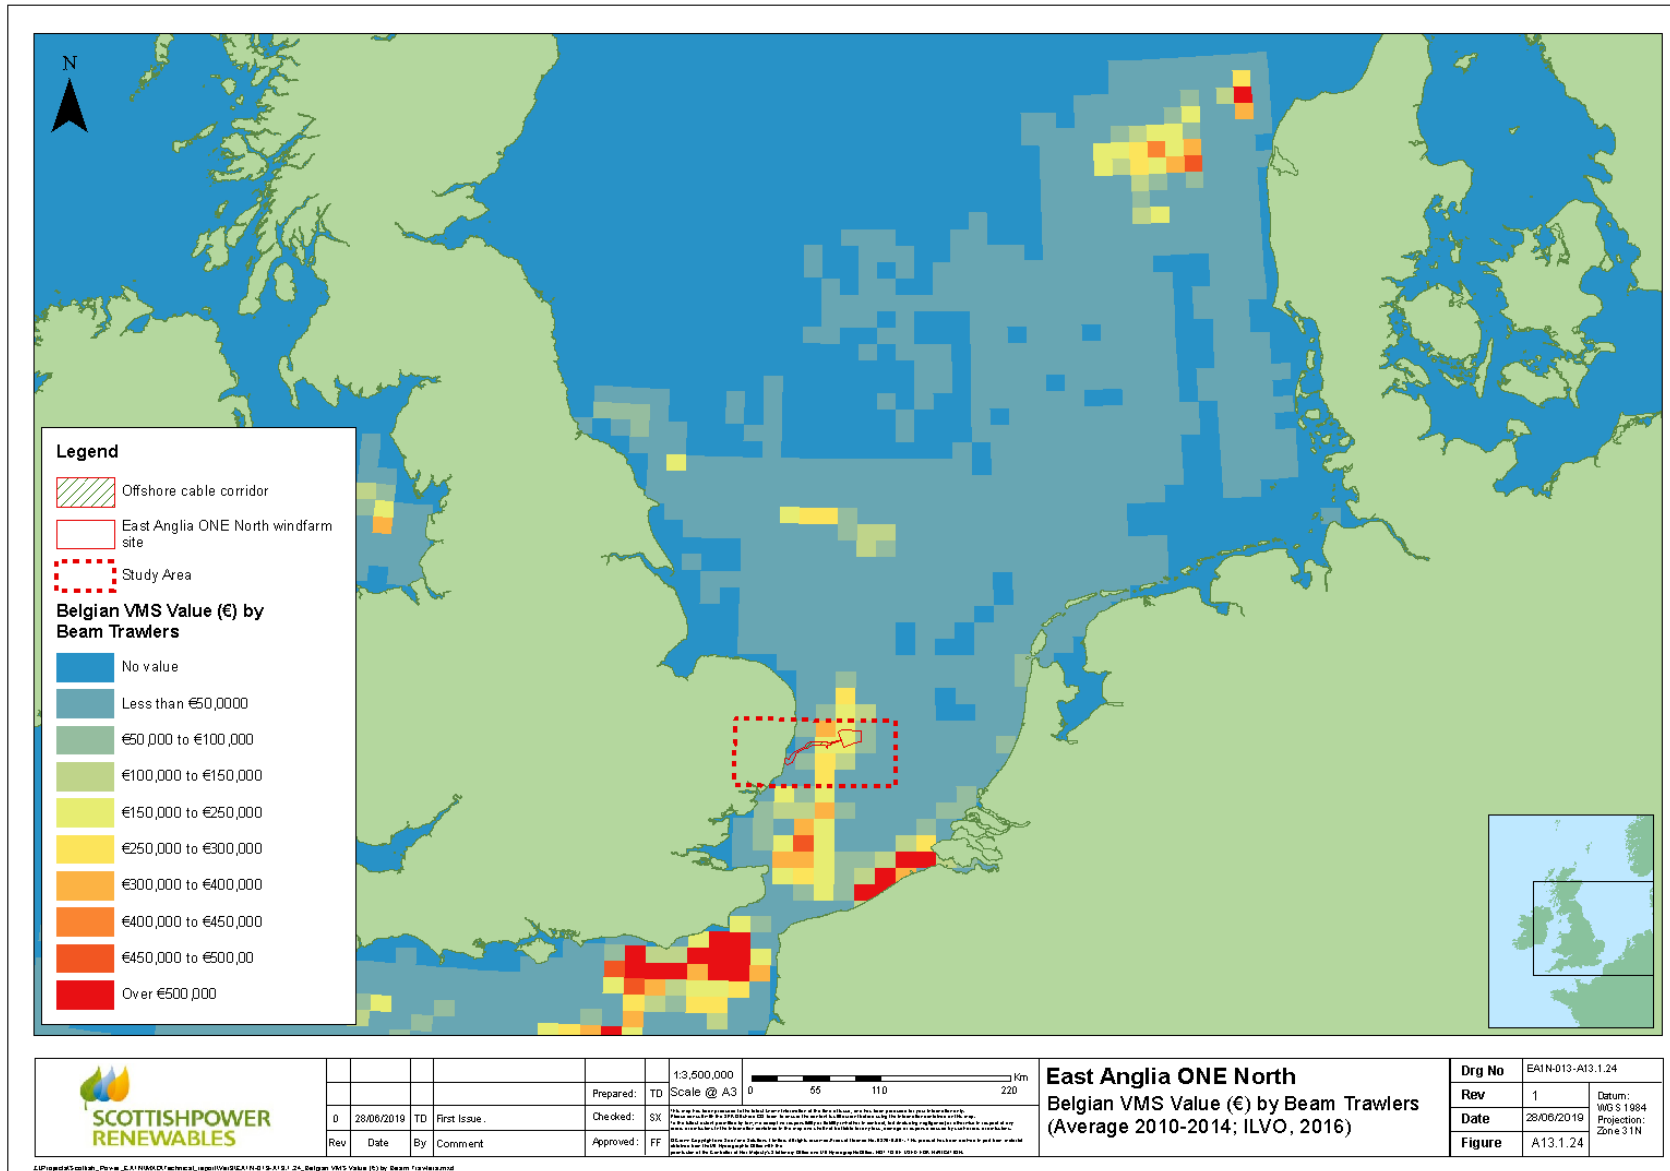 N
Legend
Offshore cable corridor
East Anglia ONE North windfarm
site
Study Area
Belgian VMS Value (€) by
Beam Trawlers
No value
Less than €50,0000
€50,000 to €100,000
€100,000 to €150,000
€150,000 to €250,000
€250,000 to €300,000
€300,000 to €400,000
€400,000 to €450,000
€450,000 to €500,00
Over €500,000
SCOTTISHPOWER
RENEWABLES
0 28/06/2019 TD First Issue.
Rev Date By Comment
Prepared: TD
Checked: SX
Approved: FF
1:3,500,000
Scale @ A3
0 55 110 220 Km
East Anglia ONE North
Belgian VMS Value (€) by Beam Trawlers
(Average 2010-2014; ILVO, 2016)
Drg No EA1N-013-A13.1.24
Rev 1
Date 28/06/2019
Figure A13.1.24
Datum:
WGS 1984
Projection:
Zone 31N